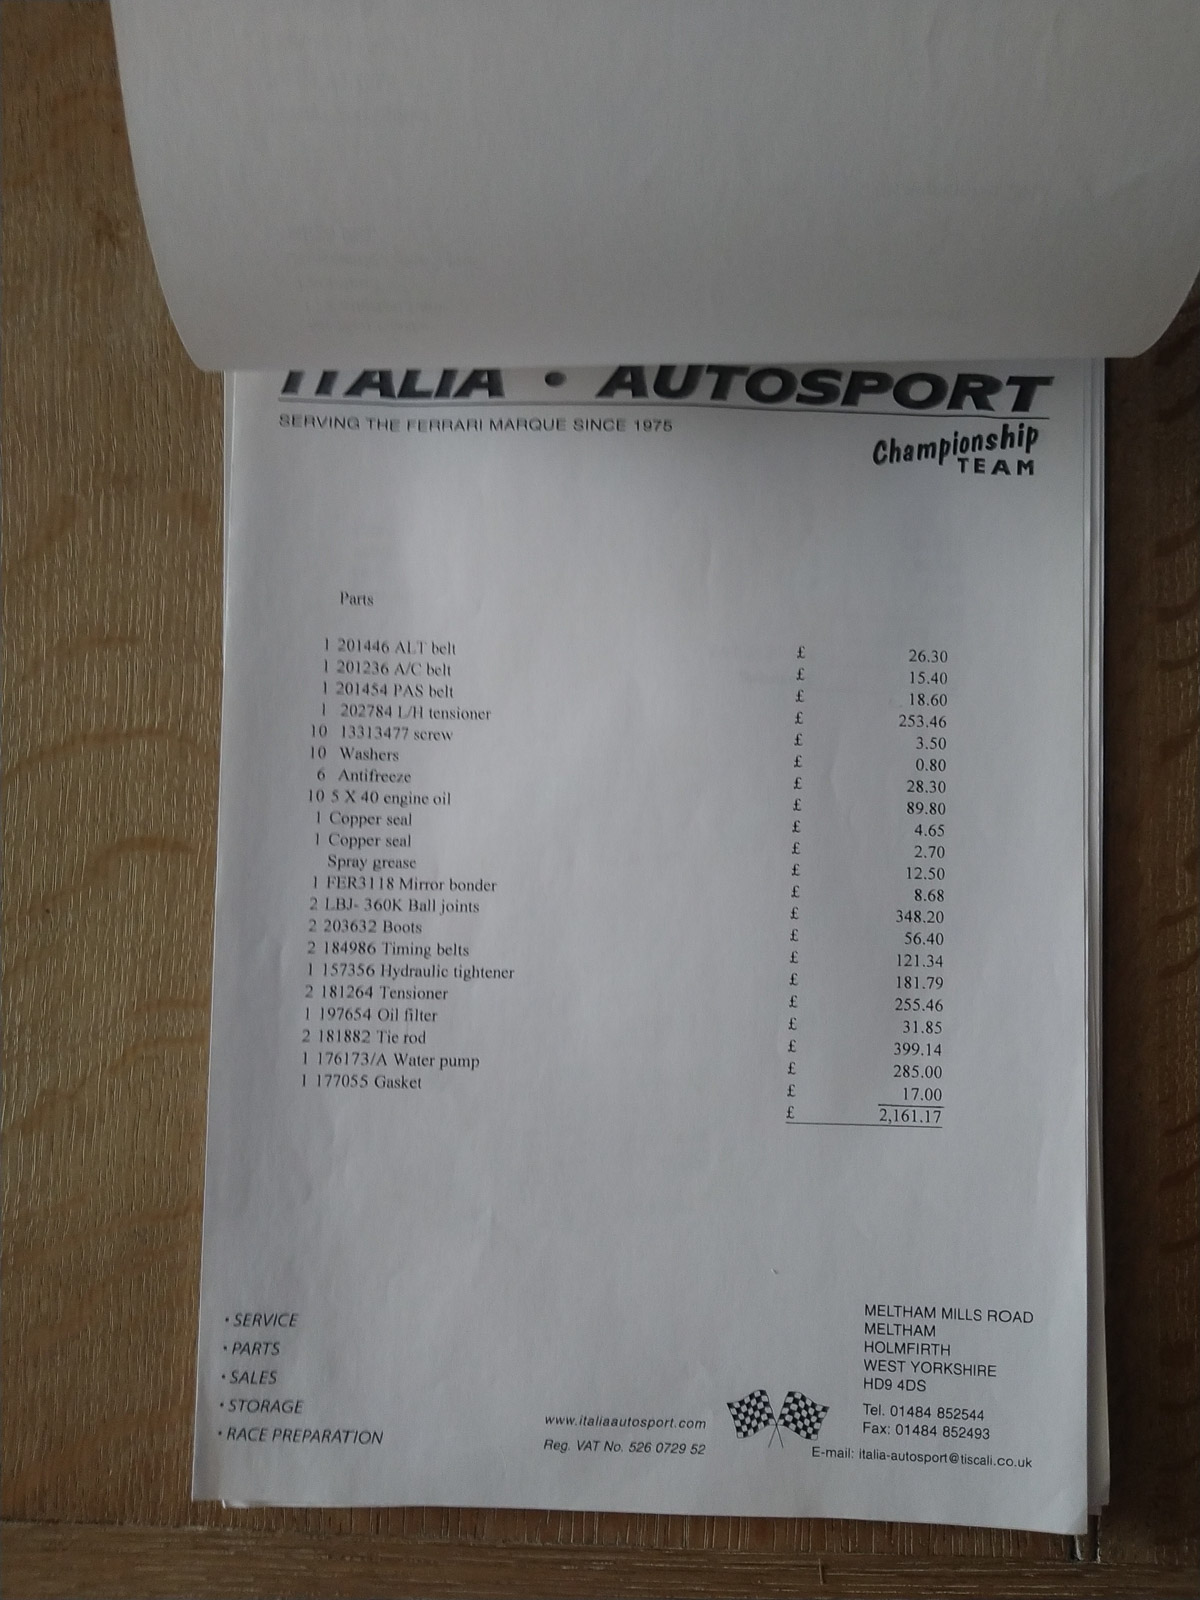 ITALIA • AUTOSPORT
SERVING THE FERRARI MARQUE SINCE 1975
Championship
TEAM
Parts
1 201446 ALT belt £ 26.30
1 201236 A/C belt £ 15.40
1 201454 PAS belt £ 18.60
1 202784 L/H tensioner £ 253.46
10 13313477 screw £ 3.50
10 Washers £ 0.80
6 Antifreeze £ 28.30
10 5 X 40 engine oil £ 89.80
1 Copper seal £ 4.65
1 Copper seal £ 2.70
Spray grease £ 12.50
1 FER3118 Mirror bonder £ 8.68
2 LBJ- 360K Ball joints £ 348.20
2 203632 Boots £ 56.40
2 184986 Timing belts £ 121.34
1 157356 Hydraulic tightener £ 181.79
2 181264 Tensioner £ 255.46
1 197654 Oil filter £ 31.85
2 181882 Tie rod £ 399.14
1 176173/A Water pump £ 285.00
1 177055 Gasket £ 17.00
£ 2,161.17
• SERVICE
• PARTS
• SALES
• STORAGE
• RACE PREPARATION
www.italiaautosport.com
Reg. VAT No. 526 0729 52
MELTHAM MILLS ROAD
MELTHAM
HOLMFIRTH
WEST YORKSHIRE
HD9 4DS
Tel. 01484 852544
Fax: 01484 852493
E-mail: italia-autosport@tiscali.co.uk